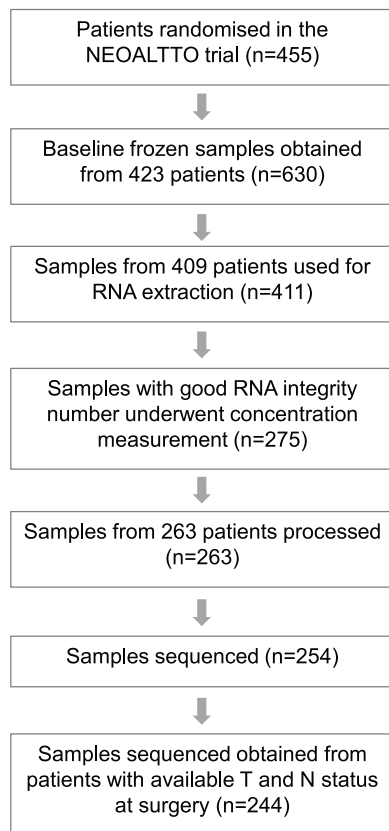 Patients randomised in the
NEOALTTO trial (n=455)
Baseline frozen samples obtained
from 423 patients (n=630)
Samples from 409 patients used for
RNA extraction (n=411)
Samples with good RNA integrity
number underwent concentration
measurement (n=275)
Samples from 263 patients processed
(n=263)
Samples sequenced (n=254)
Samples sequenced obtained from
patients with available T and N status
at surgery (n=244)